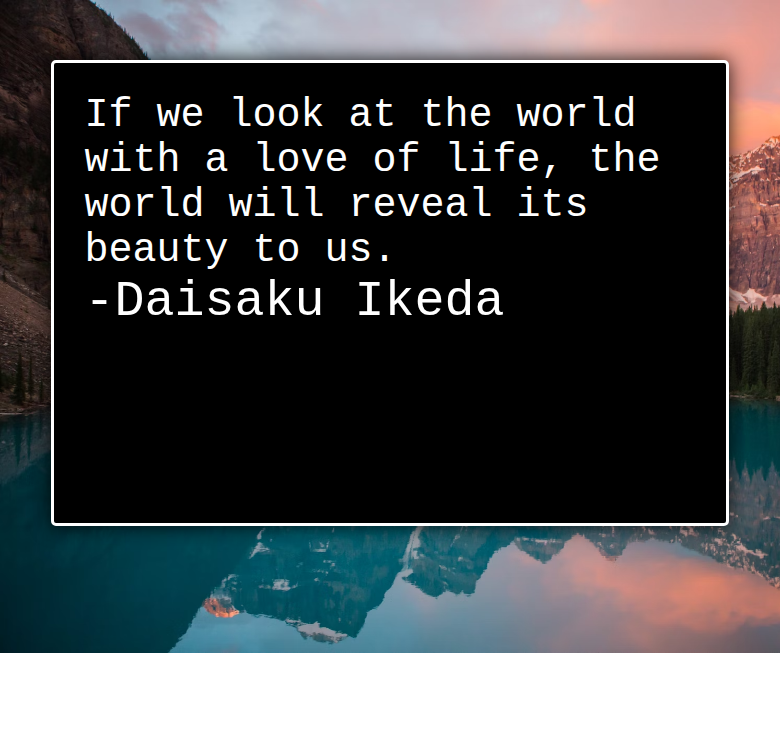 If we look at the world
with a love of life, the
world will reveal its
beauty to us.
-Daisaku Ikeda